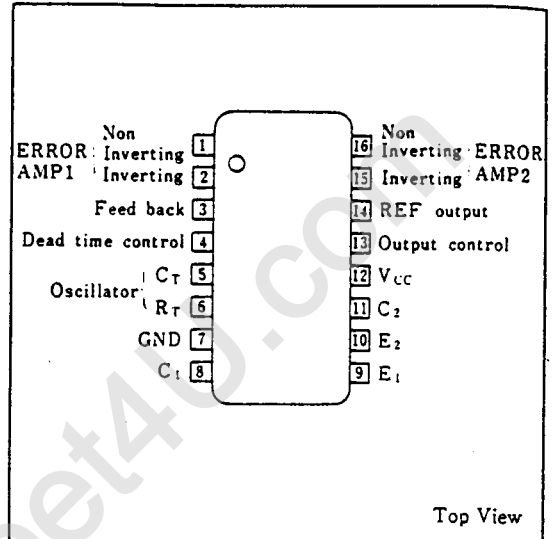 Non
ERROR Inverting 1
AMP1 Inverting 2
Feed back 3
Dead time control 4
Oscillator
CT 5
RT 6
GND 7
C1 8
Non
16 Inverting ERROR
15 Inverting AMP2
14 REF output
13 Output control
12 VCC
11 C2
10 E2
9 E1
Top View
et4U.com